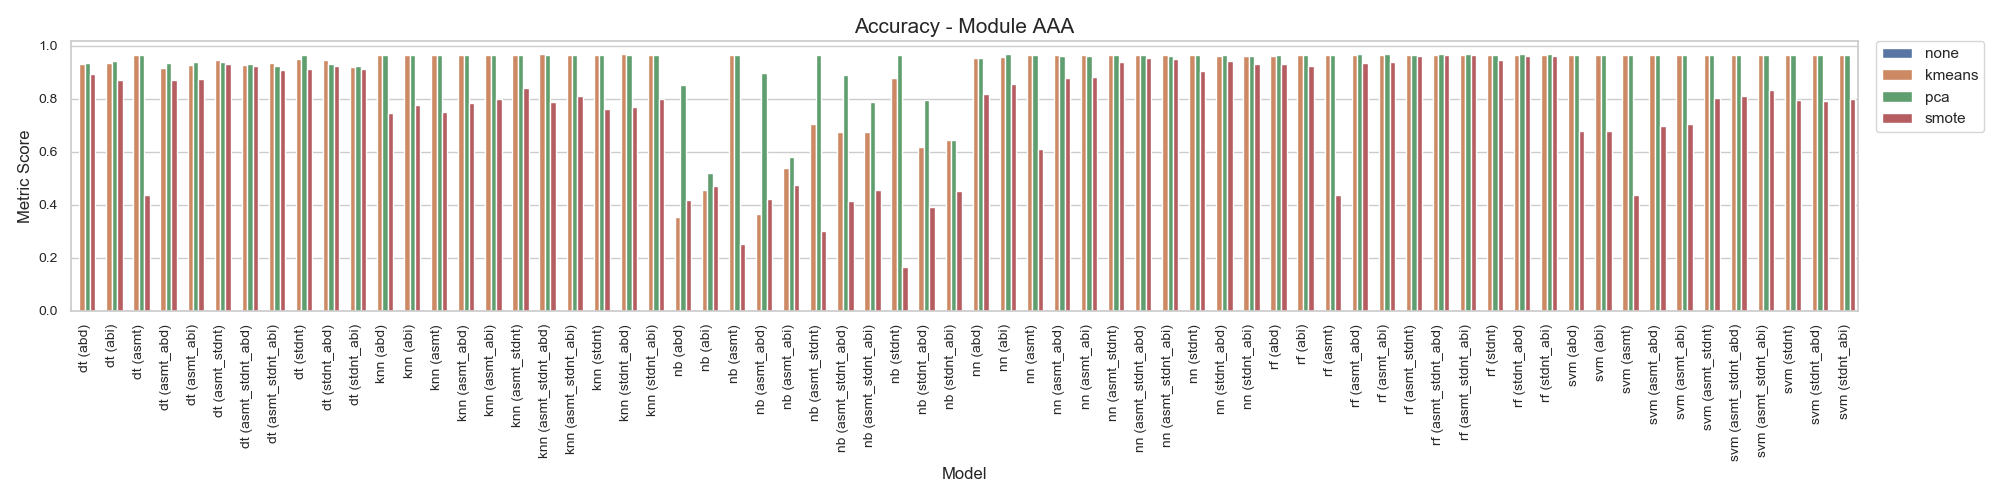 Accuracy - Module AAA
Metric Score
1.0
0.8
0.6
0.4
0.2
0.0
none
kmeans
pca
smote
dt (abd)
dt (abi)
dt (asmt)
dt (asmt_abd)
dt (asmt_abi)
dt (asmt_stdnt)
dt (asmt_stdnt_abd)
dt (asmt_stdnt_abi)
dt (stdnt)
dt (stdnt_abd)
dt (stdnt_abi)
knn (abd)
knn (abi)
knn (asmt)
knn (asmt_abd)
knn (asmt_abi)
knn (asmt_stdnt)
knn (asmt_stdnt_abd)
knn (asmt_stdnt_abi)
knn (stdnt)
knn (stdnt_abd)
knn (stdnt_abi)
nb (abd)
nb (abi)
nb (asmt)
nb (asmt_abd)
nb (asmt_abi)
nb (asmt_stdnt)
nb (asmt_stdnt_abd)
nb (asmt_stdnt_abi)
nb (stdnt)
nb (stdnt_abd)
nb (stdnt_abi)
nn (abd)
nn (abi)
nn (asmt)
nn (asmt_abd)
nn (asmt_abi)
nn (asmt_stdnt)
nn (asmt_stdnt_abd)
nn (asmt_stdnt_abi)
nn (stdnt)
nn (stdnt_abd)
nn (stdnt_abi)
rf (abd)
rf (abi)
rf (asmt)
rf (asmt_abd)
rf (asmt_abi)
rf (asmt_stdnt)
rf (asmt_stdnt_abd)
rf (asmt_stdnt_abi)
rf (stdnt)
rf (stdnt_abd)
rf (stdnt_abi)
svm (abd)
svm (abi)
svm (asmt)
svm (asmt_abd)
svm (asmt_abi)
svm (asmt_stdnt)
svm (asmt_stdnt_abd)
svm (asmt_stdnt_abi)
svm (stdnt)
svm (stdnt_abd)
svm (stdnt_abi)
Model